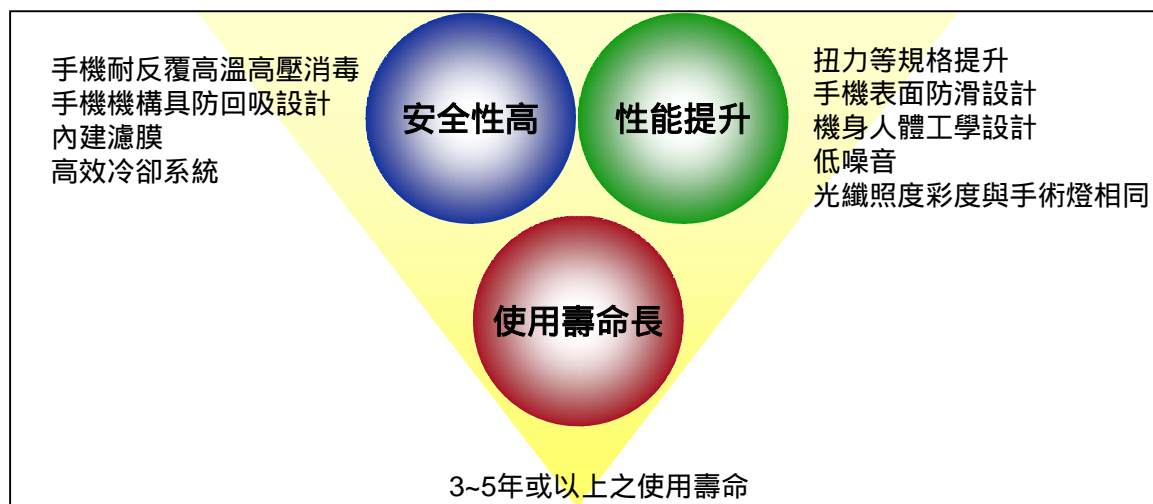 手機耐反覆高溫高壓消毒
手機機構具防回吸設計
內建濾膜
高效冷卻系統
安全性高
性能提升
扭力等規格提升
手機表面防滑設計
機身人體工學設計
低噪音
光纖照度彩度與手術燈相同
使用壽命長
3~5年或以上之使用壽命